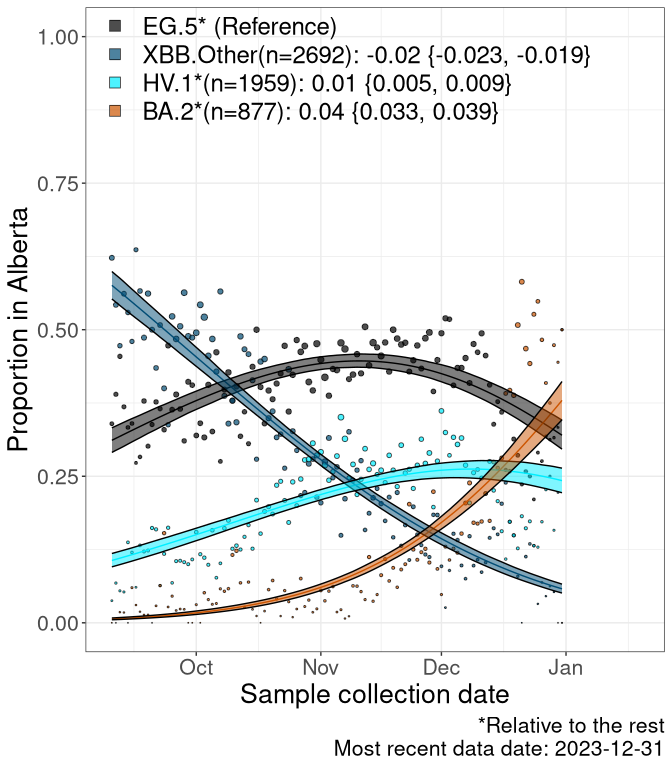 EG.5* (Reference)
XBB.Other(n=2692): -0.02 {-0.023, -0.019}
HV.1*(n=1959): 0.01 {0.005, 0.009}
BA.2*(n=877): 0.04 {0.033, 0.039}
1.00
0.75
0.50
0.25
0.00
Proportion in Alberta
Oct Nov Dec Jan
Sample collection date
*Relative to the rest
Most recent data date: 2023-12-31